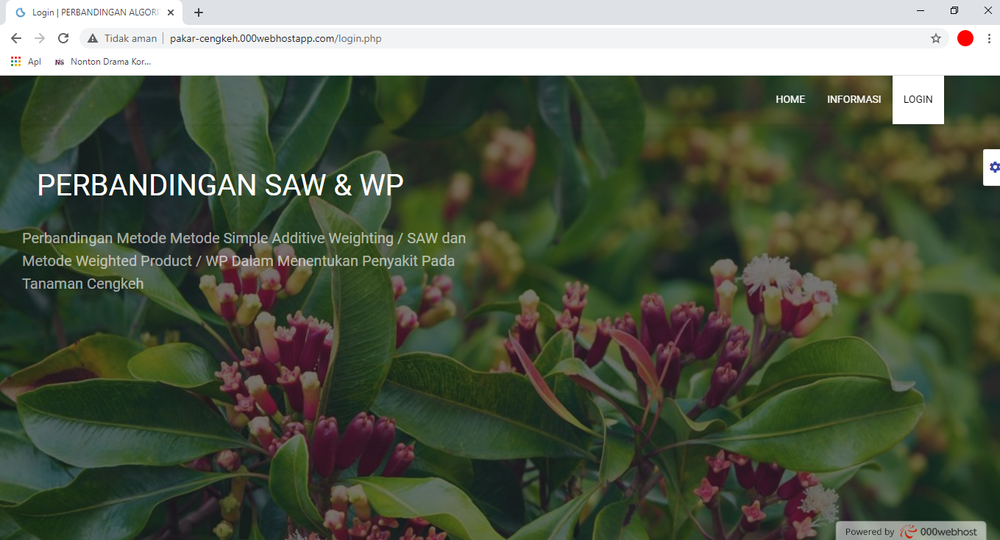 Login | PERBANDINGAN ALGORIT
Tidak aman
pakar-cengkeh.000webhostapp.com/login.php
Apl
Nonton Drama Kor...
HOME
INFORMASI
LOGIN
PERBANDINGAN SAW & WP
Perbandingan Metode Metode Simple Additive Weighting / SAW dan
Metode Weighted Product / WP Dalam Menentukan Penyakit Pada
Tanaman Cengkeh
Powered by 000webhost